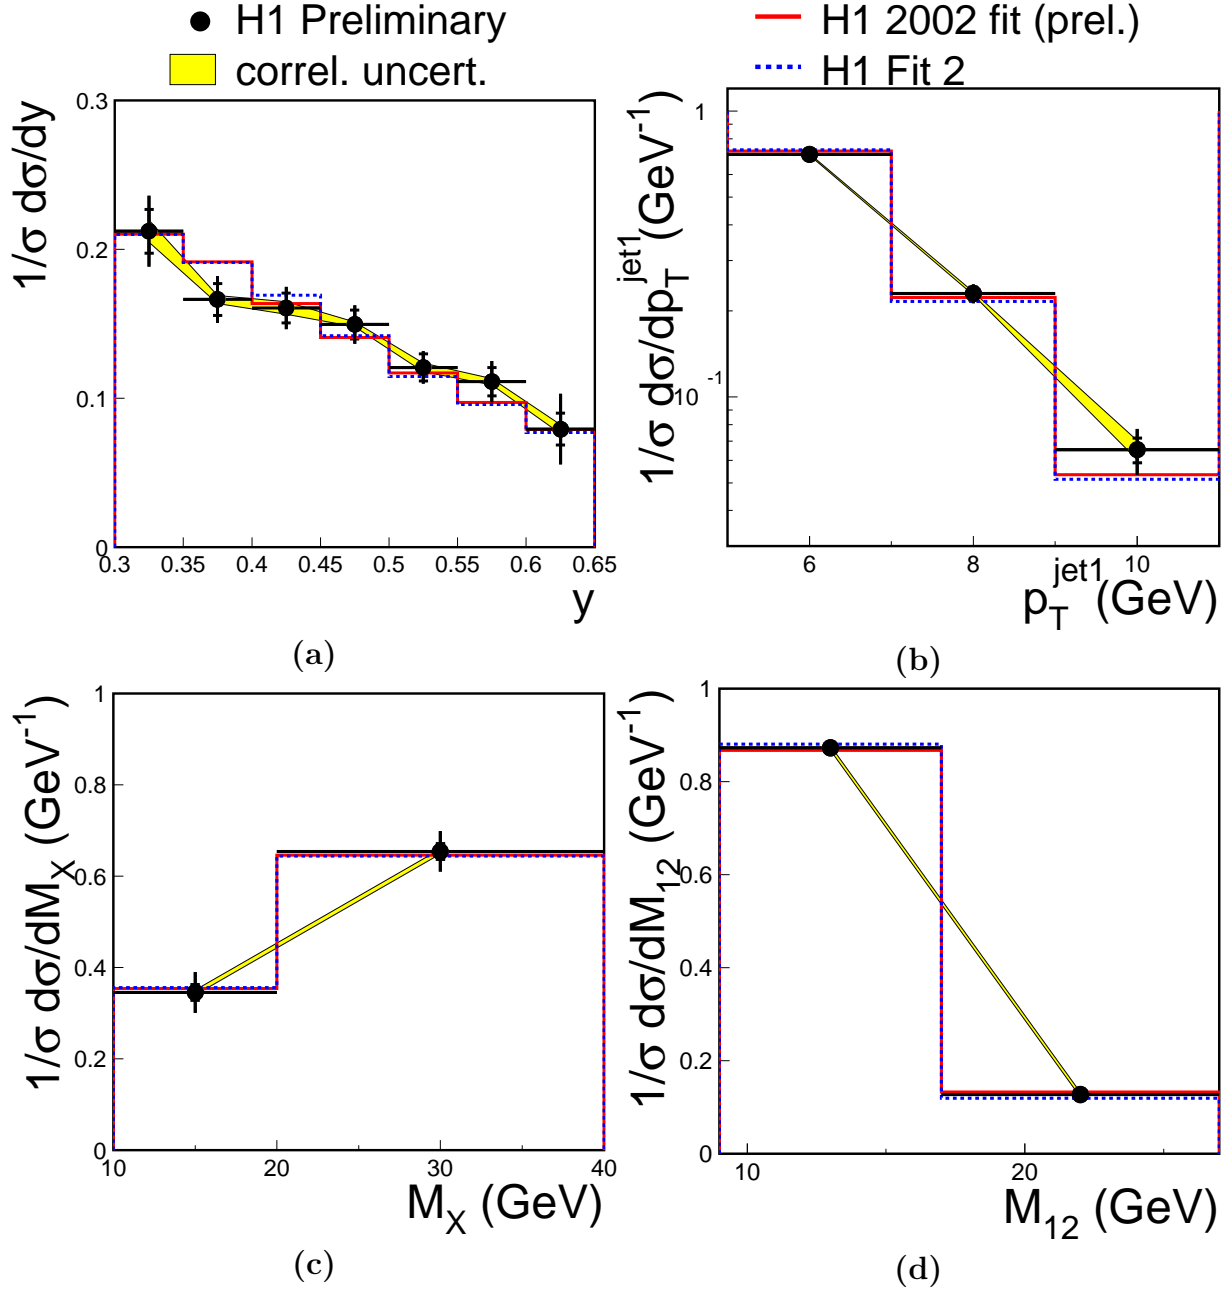 H1 Preliminary
correl. uncert.
H1 2002 fit (prel.)
H1 Fit 2
1/σ dσ/dy
0.3
0.2
0.1
0
0.3 0.35 0.4 0.45 0.5 0.55 0.6 0.65
y
(a)
1/σ dσ/dp_T^jet1 (GeV^-1)
1
10^-1
6 8 10
p_T^jet1 (GeV)
(b)
1/σ dσ/dM_X (GeV^-1)
1
0.8
0.6
0.4
0.2
0
10 20 30 40
M_X (GeV)
(c)
1/σ dσ/dM_12 (GeV^-1)
1
0.8
0.6
0.4
0.2
0
10 20
M_12 (GeV)
(d)